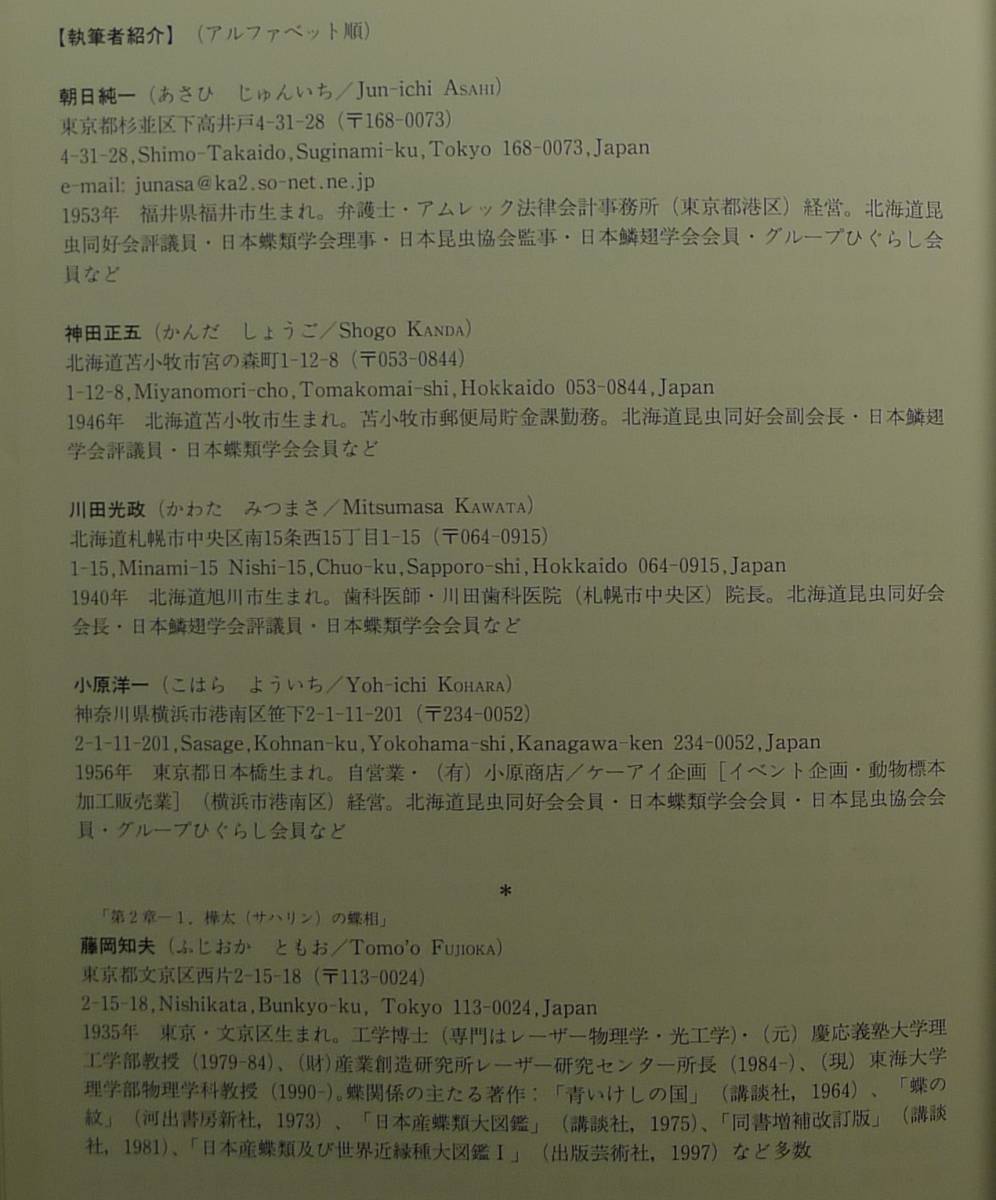 【執筆者紹介】（アルファベット順）
朝日純一（あさひ　じゅんいち／Jun-ichi ASAHI）
東京都杉並区下高井戸4-31-28（〒168-0073）
4-31-28,Shimo-Takaido,Suginami-ku,Tokyo 168-0073,Japan
e-mail: junasa@ka2.so-net.ne.jp
1953年　福井県福井市生まれ。弁護士・アムレック法律会計事務所（東京都港区）経営。北海道昆
虫同好会評議員・日本蝶類学会理事・日本昆虫協会監事・日本鱗翅学会会員・グループひぐらし会
員など
神田正五（かんだ　しょうご／Shogo KANDA）
北海道苫小牧市宮の森町1-12-8（〒053-0844）
1-12-8,Miyanomori-cho,Tomakomai-shi,Hokkaido 053-0844,Japan
1946年　北海道苫小牧市生まれ。苫小牧市郵便局貯金課勤務。北海道昆虫同好会副会長・日本鱗翅
学会評議員・日本蝶類学会会員など
川田光政（かわた　みつまさ／Mitsumasa KAWATA）
北海道札幌市中央区南15条西15丁目1-15（〒064-0915）
1-15,Minami-15 Nishi-15,Chuo-ku,Sapporo-shi,Hokkaido 064-0915,Japan
1940年　北海道旭川市生まれ。歯科医師・川田歯科医院（札幌市中央区）院長。北海道昆虫同好会
会長・日本鱗翅学会評議員・日本蝶類学会会員など
小原洋一（こはら　よういち／Yoh-ichi KOHARA）
神奈川県横浜市港南区笹下2-1-11-201（〒234-0052）
2-1-11-201,Sasage,Kohnan-ku,Yokohama-shi,Kanagawa-ken 234-0052,Japan
1956年　東京都日本橋生まれ。自営業・（有）小原商店／ケーアイ企画［イベント企画・動物標本
加工販売業］（横浜市港南区）経営。北海道昆虫同好会会員・日本蝶類学会会員・日本昆虫協会会
員・グループひぐらし会員など
*
「第2章－1．樺太（サハリン）の蝶相」
藤岡知夫（ふじおか　ともお／Tomo'o FUJIOKA）
東京都文京区西片2-15-18（〒113-0024）
2-15-18,Nishikata,Bunkyo-ku, Tokyo 113-0024,Japan
1935年　東京・文京区生まれ。工学博士（専門はレーザー物理学・光工学）・（元）慶応義塾大学理
工学部教授（1979-84）、（財）産業創造研究所レーザー研究センター所長（1984-）、（現）東海大学
理学部物理学科教授（1990-）。蝶関係の主たる著作：「青いけしの国」（講談社，1964）、「蝶の
紋」（河出書房新社，1973）、「日本産蝶類大図鑑」（講談社，1975）、「同書増補改訂版」（講談
社，1981）、「日本産蝶類及び世界近縁種大図鑑Ⅰ」（出版芸術社，1997）など多数